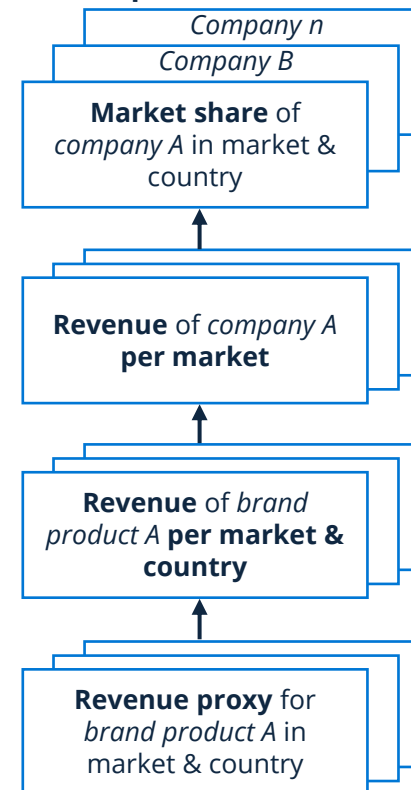 Company n
Company B
Market share of
company A in market &
country
Revenue of company A
per market
Revenue of brand
product A per market &
country
Revenue proxy for
brand product A in
market & country